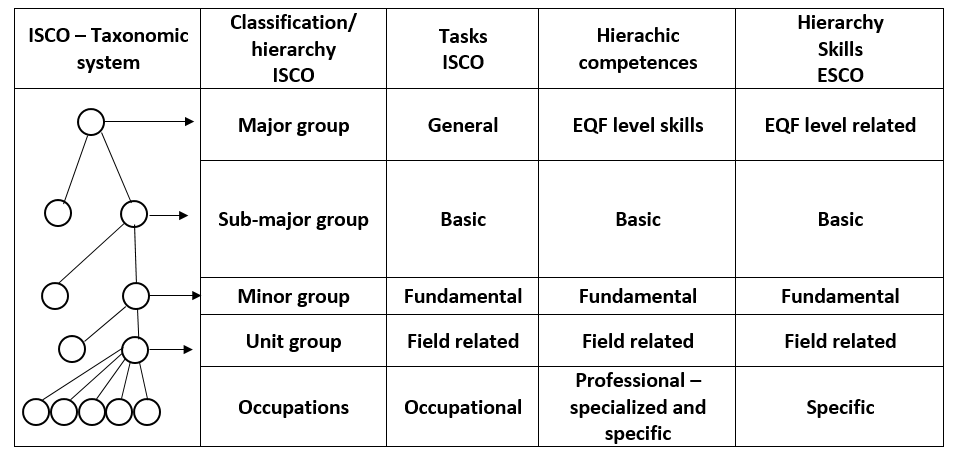 ISCO – Taxonomic
system
Classification/
hierarchy
ISCO
Tasks
ISCO
Hierachic
competences
Hierarchy
Skills
ESCO
Major group
General
EQF level skills
EQF level related
Sub-major group
Basic
Basic
Basic
Minor group
Fundamental
Fundamental
Fundamental
Unit group
Field related
Field related
Field related
Occupations
Occupational
Professional –
specialized and
specific
Specific